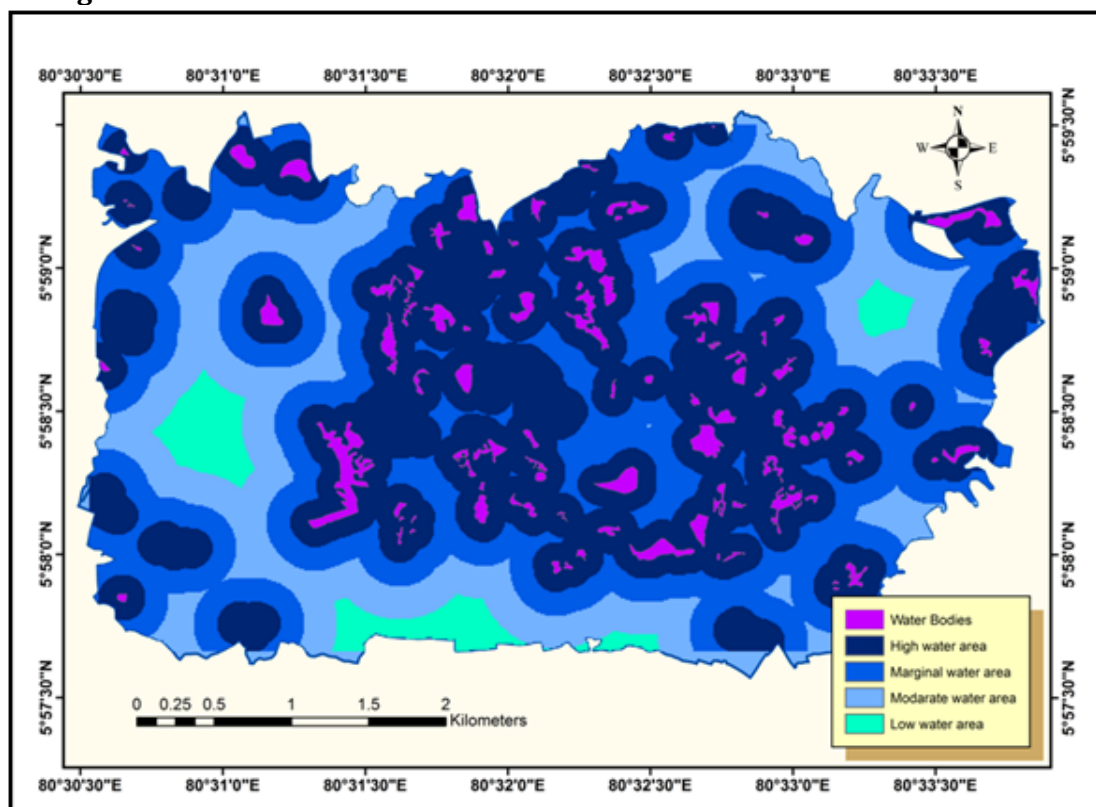 80°30'30"E 80°31'0"E 80°31'30"E 80°32'0"E 80°32'30"E 80°33'0"E 80°33'30"E
5°59'30"N
5°59'30"N
N
W E
S
5°59'0"N
5°59'0"N
5°58'30"N
5°58'30"N
5°58'0"N
5°58'0"N
Water Bodies
High water area
Marginal water area
Modarate water area
Low water area
5°57'30"N
5°57'30"N
0 0.25 0.5 1 1.5 2
Kilometers
80°30'30"E 80°31'0"E 80°31'30"E 80°32'0"E 80°32'30"E 80°33'0"E 80°33'30"E